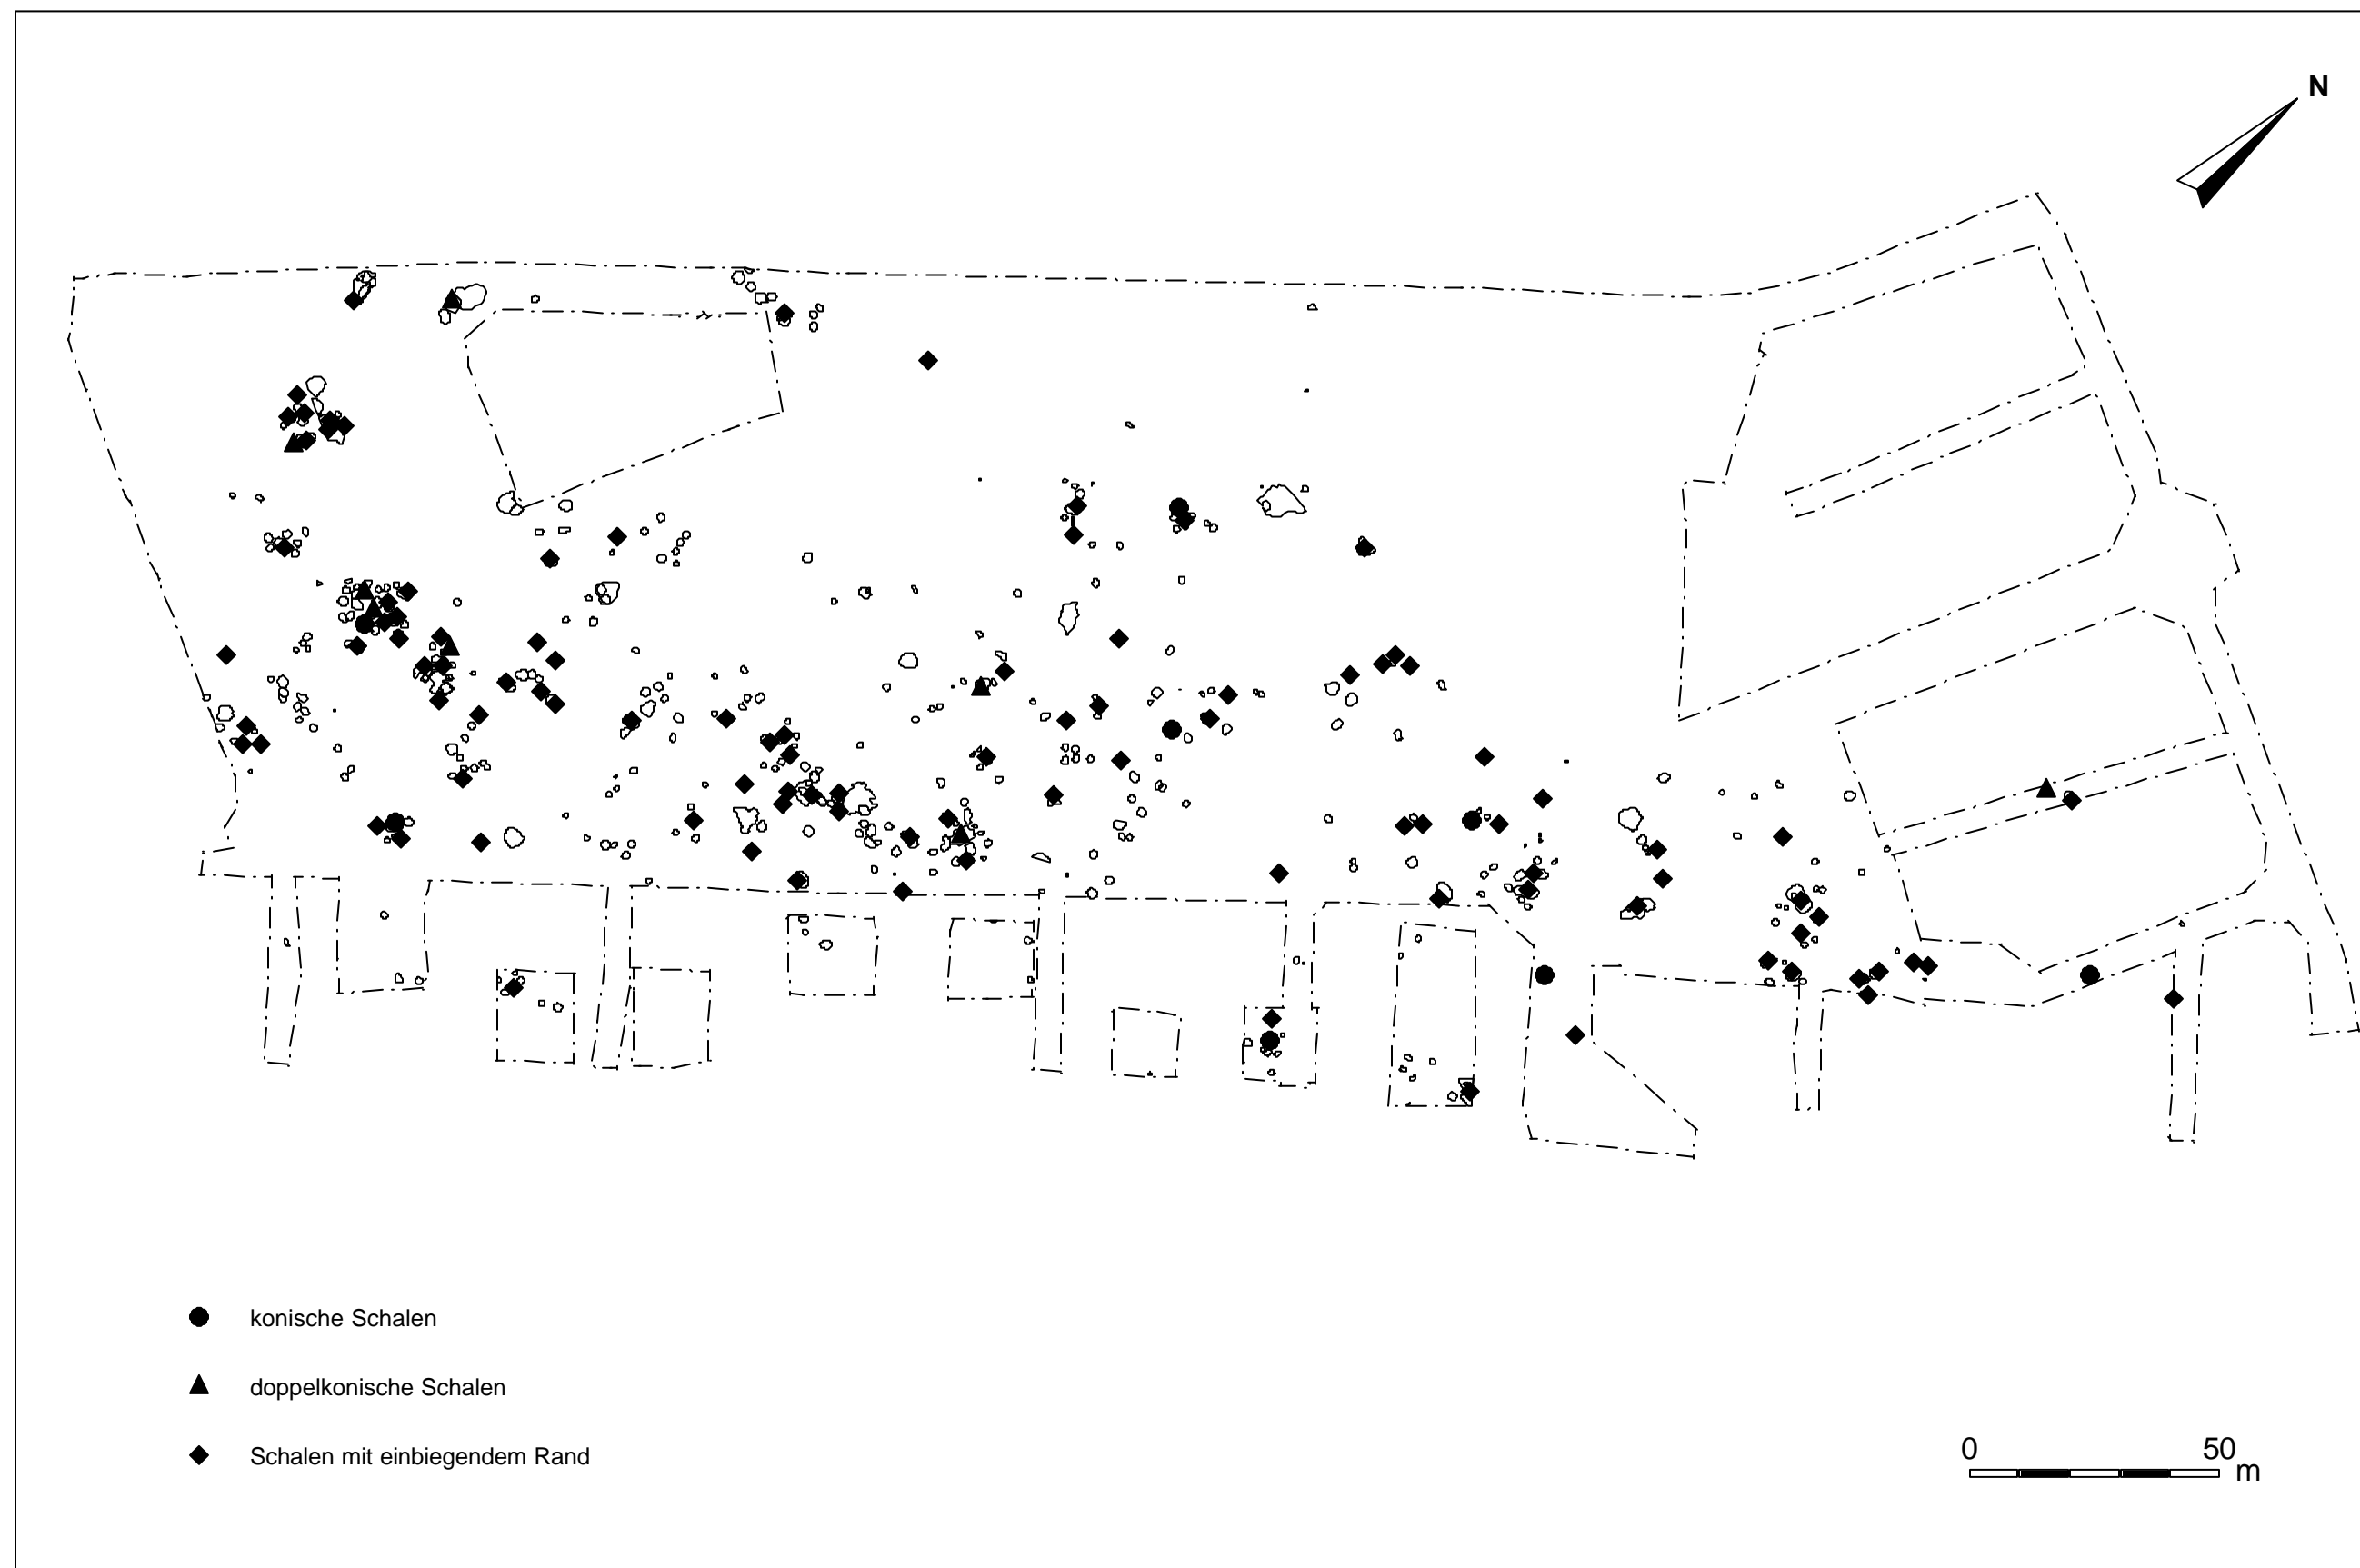 N
konische Schalen
doppelkonische Schalen
Schalen mit einbiegendem Rand
0 50
m